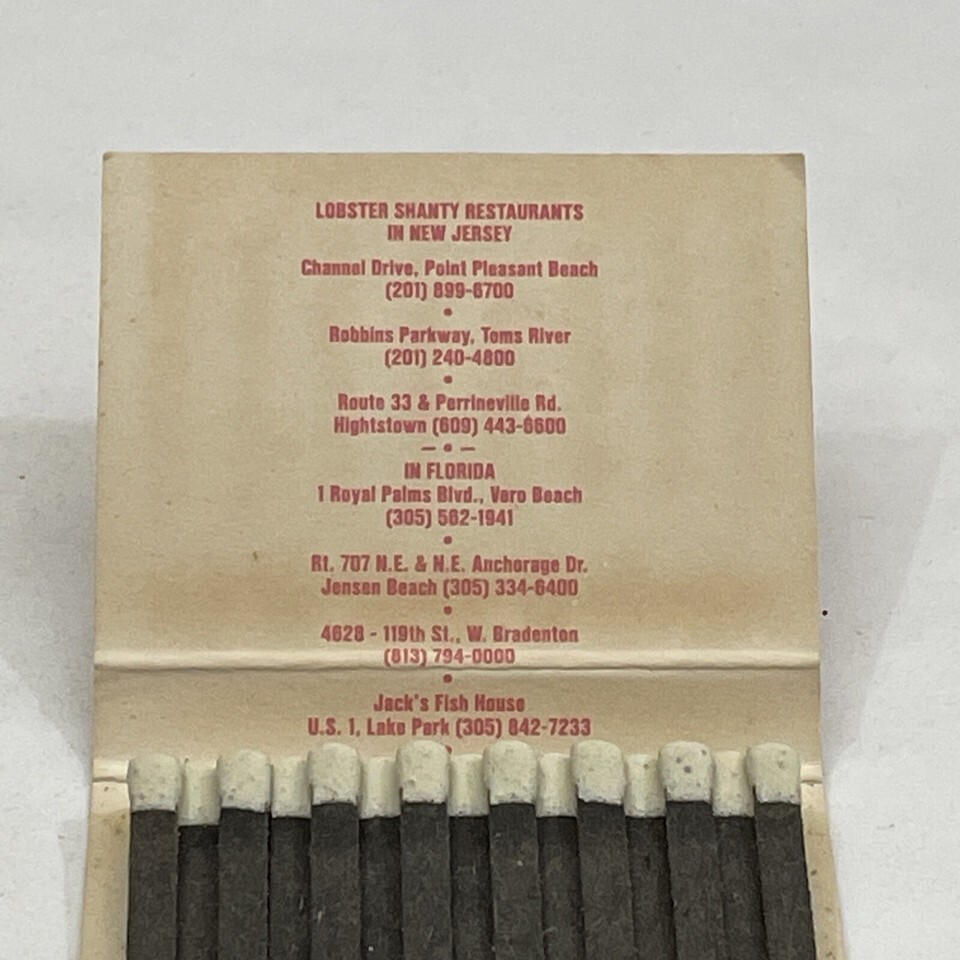 LOBSTER SHANTY RESTAURANTS
IN NEW JERSEY
Channel Drive, Point Pleasant Beach
(201) 899-6700
•
Robbins Parkway, Toms River
(201) 240-4800
•
Route 33 & Perrineville Rd.
Hightstown (609) 443-6600
– • –
IN FLORIDA
1 Royal Palms Blvd., Vero Beach
(305) 562-1941
•
Rt. 707 N.E. & N.E. Anchorage Dr.
Jensen Beach (305) 334-6400
•
4628 - 119th St., W. Bradenton
(813) 794-0000
•
Jack's Fish House
U.S. 1, Lake Park (305) 842-7233
•